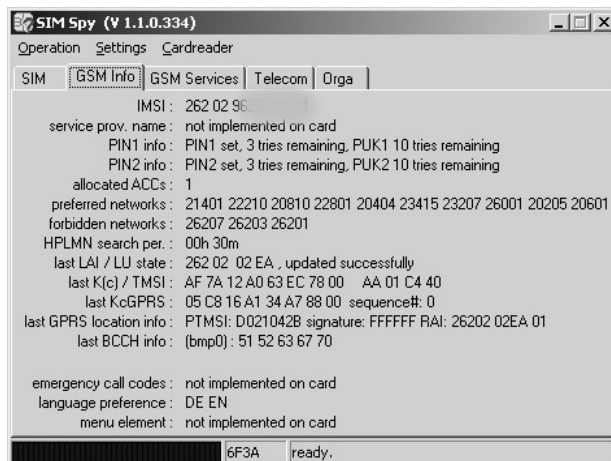 SIM Spy (V 1.1.0.334)
Operation Settings Cardreader
SIM GSM Info GSM Services Telecom Orga
IMSI : 262 02
service prov. name : not implemented on card
PIN1 info : PIN1 set, 3 tries remaining, PUK1 10 tries remaining
PIN2 info : PIN2 set, 3 tries remaining, PUK2 10 tries remaining
allocated ACCs : 1
preferred networks : 21401 22210 20810 22801 20404 23415 23207 26001 20205 20601
forbidden networks : 26207 26203 26201
HPLMN search per. : 00h 30m
last LAI / LU state : 262 02 02 EA , updated successfully
last K(c) / TMSI : AF 7A 12 A0 63 EC 78 00 AA 01 C4 40
last KcGPRS : 05 C8 16 A1 34 A7 88 00 sequence#: 0
last GPRS location info : PTMSI: D021042B signature: FFFFFF RAI: 26202 02EA 01
last BCCH info : (bmp0) : 51 52 63 67 70
emergency call codes : not implemented on card
language preference : DE EN
menu element : not implemented on card
6F3A ready.